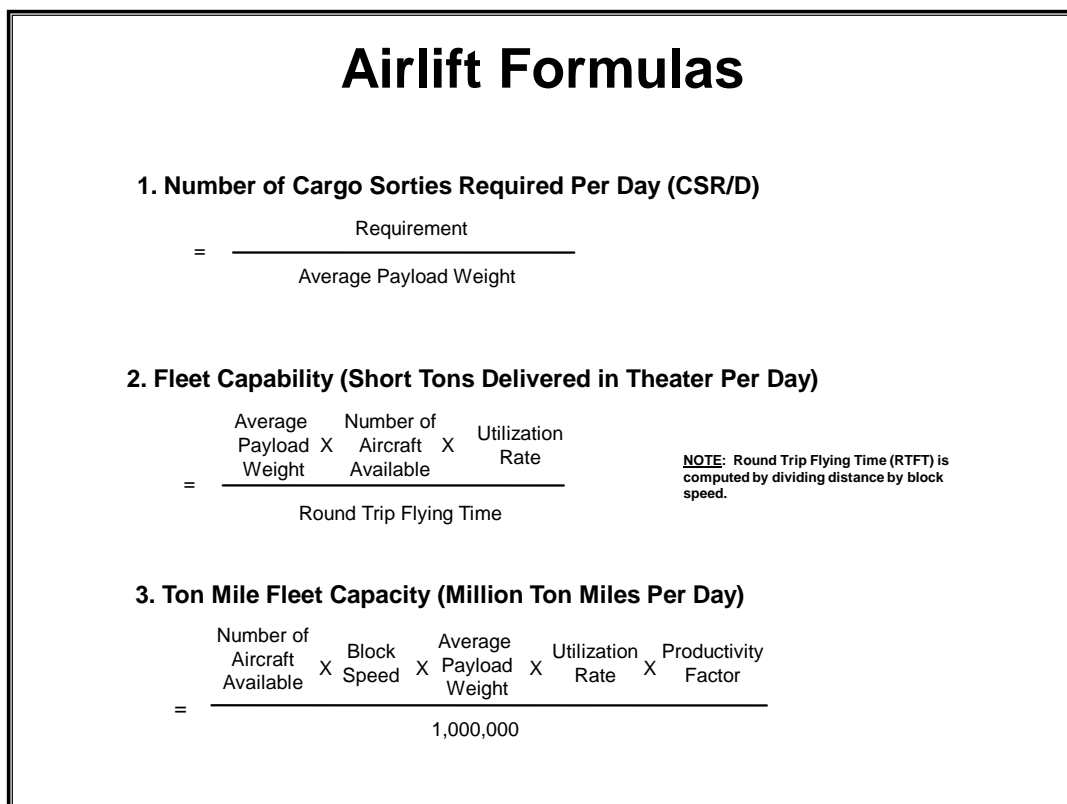 Airlift Formulas
1. Number of Cargo Sorties Required Per Day (CSR/D)
Requirement
=
Average Payload Weight
2. Fleet Capability (Short Tons Delivered in Theater Per Day)
Average Number of
Payload X Aircraft X Utilization
Weight Available Rate
=
Round Trip Flying Time
NOTE: Round Trip Flying Time (RTFT) is
computed by dividing distance by block
speed.
3. Ton Mile Fleet Capacity (Million Ton Miles Per Day)
Number of
Aircraft
Available
X
Block
Speed
X
Average
Payload
Weight
X
Utilization
Rate
X
Productivity
Factor
=
1,000,000